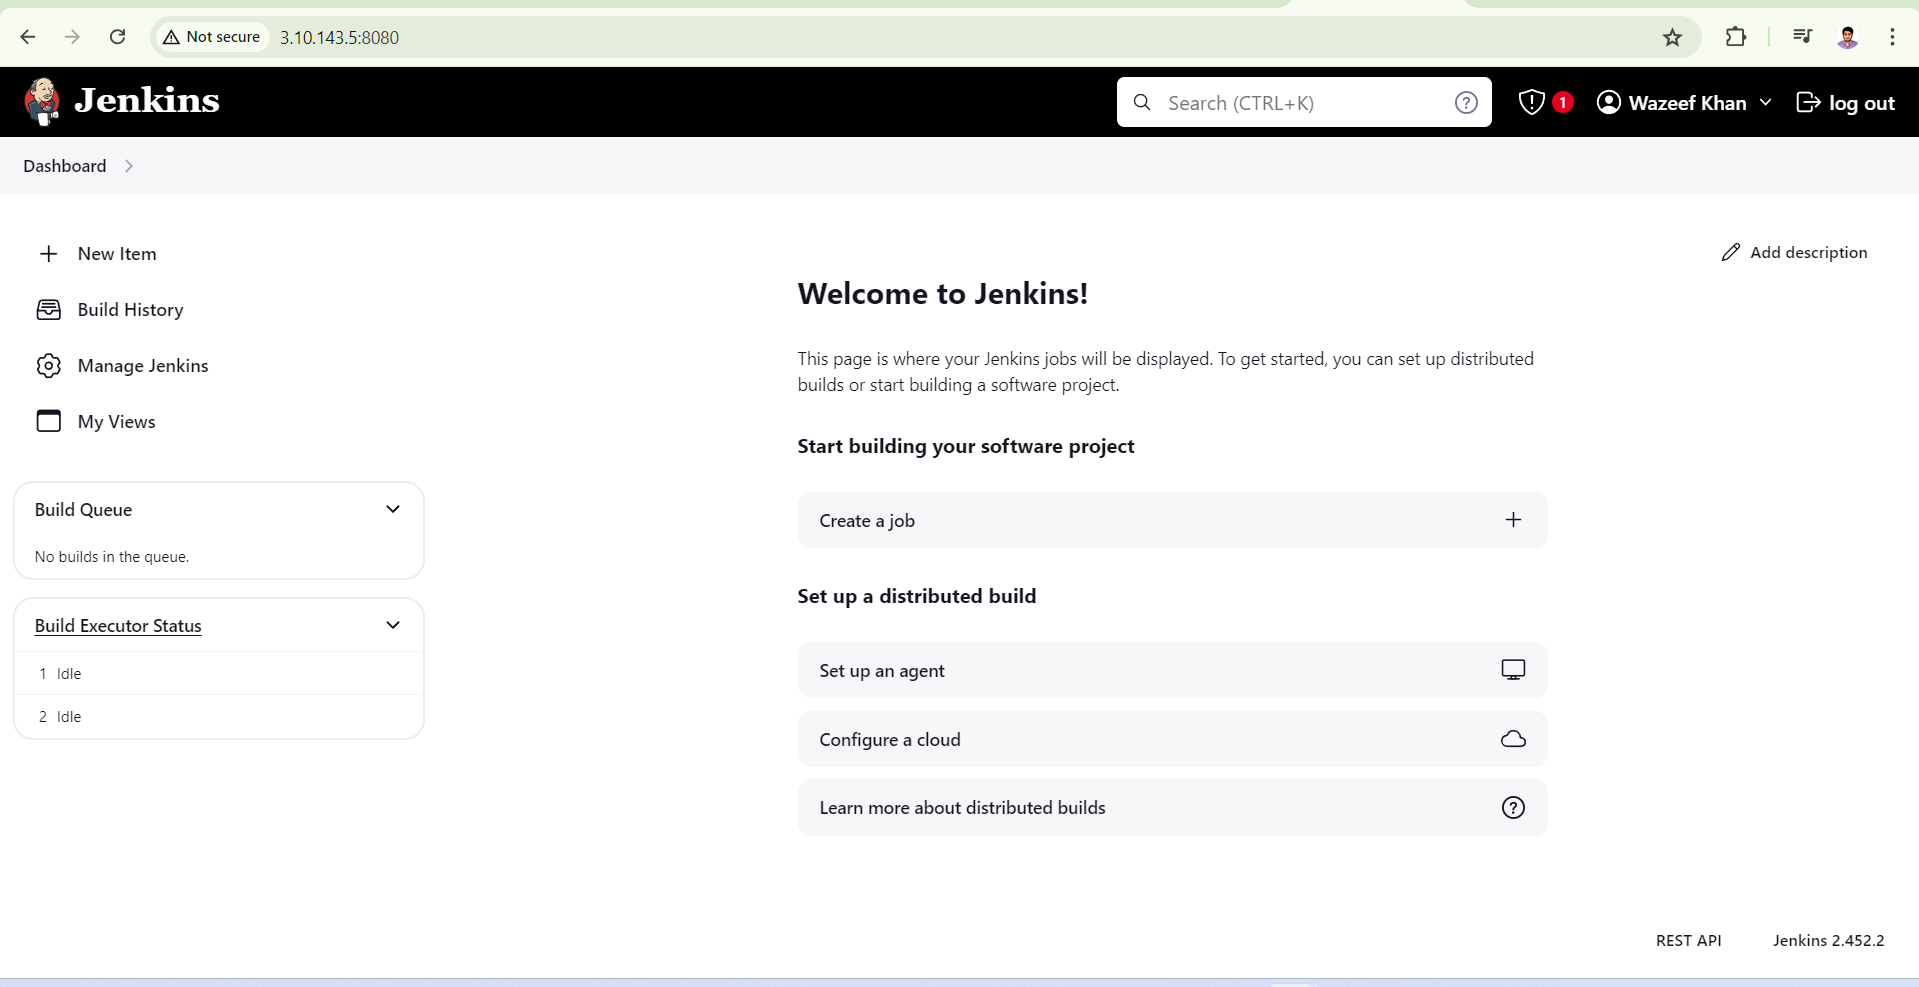 Not secure 3.10.143.5:8080
Jenkins
Search (CTRL+K)
1
Wazeef Khan
log out
Dashboard
New Item
Build History
Manage Jenkins
My Views
Build Queue
No builds in the queue.
Build Executor Status
1 Idle
2 Idle
Add description
Welcome to Jenkins!
This page is where your Jenkins jobs will be displayed. To get started, you can set up distributed
builds or start building a software project.
Start building your software project
Create a job
Set up a distributed build
Set up an agent
Configure a cloud
Learn more about distributed builds
REST API
Jenkins 2.452.2